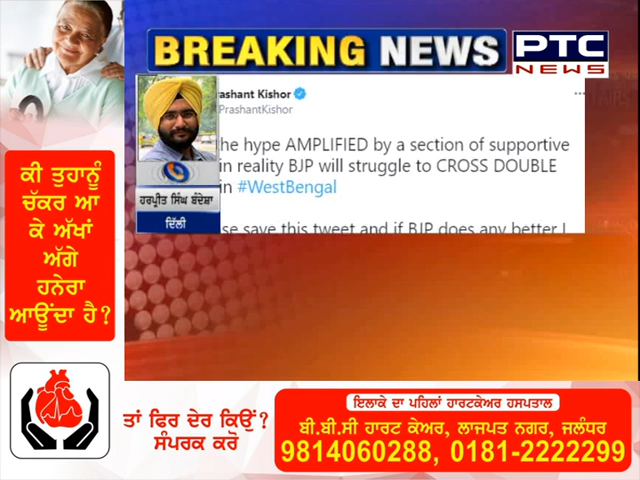 BREAKING NEWS
PTC
NEWS
Prashant Kishor
PrashantKishor
he hype AMPLIFIED by a section of supportive
in reality BJP will struggle to CROSS DOUBLE
in #WestBengal
se save this tweet and if BJP does any better I
ਹਰਪ੍ਰੀਤ ਸਿੰਘ ਬੰਦੇਸ਼ਾ
ਦਿੱਲੀ
ਕੀ ਤੁਹਾਨੂੰ
ਚੱਕਰ ਆ
ਕੇ ਅੱਖਾਂ
ਅੱਗੇ
ਹਨੇਰਾ
ਆਉਂਦਾ ਹੈ?
ਤਾਂ ਫਿਰ ਦੇਰ ਕਿਉਂ?
ਸੰਪਰਕ ਕਰੋ
ਇਲਾਕੇ ਦਾ ਪਹਿਲਾਂ ਹਾਰਟਕੇਅਰ ਹਸਪਤਾਲ
ਬੀ.ਬੀ.ਸੀ ਹਾਰਟ ਕੇਅਰ, ਲਾਜਪਤ ਨਗਰ, ਜਲੰਧਰ
9814060288, 0181-2222299